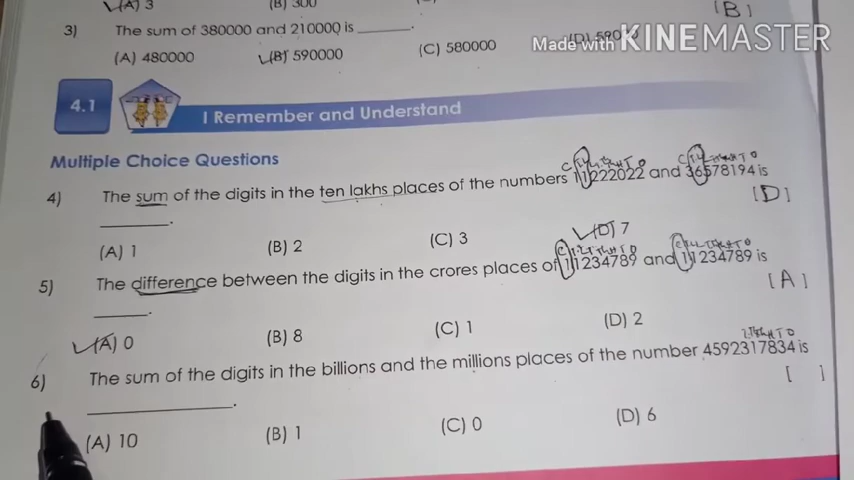 (A) 3
(B) 300
[B]
3) The sum of 380000 and 210000 is ______.
(A) 480000 (B) 590000 (C) 580000
Made with KINEMASTER
4.1 I Remember and Understand
Multiple Choice Questions
C T.L
4) The sum of the digits in the ten lakhs places of the numbers 11222022 and 36578194 is ______. [D]
(A) 1 (B) 2 (C) 3 (D) 7
5) The difference between the digits in the crores places of 11234789 and 11234789 is ______. [A]
(A) 0 (B) 8 (C) 1 (D) 2
6) The sum of the digits in the billions and the millions places of the number 4592317834 is ______. [ ]
(A) 10 (B) 1 (C) 0 (D) 6